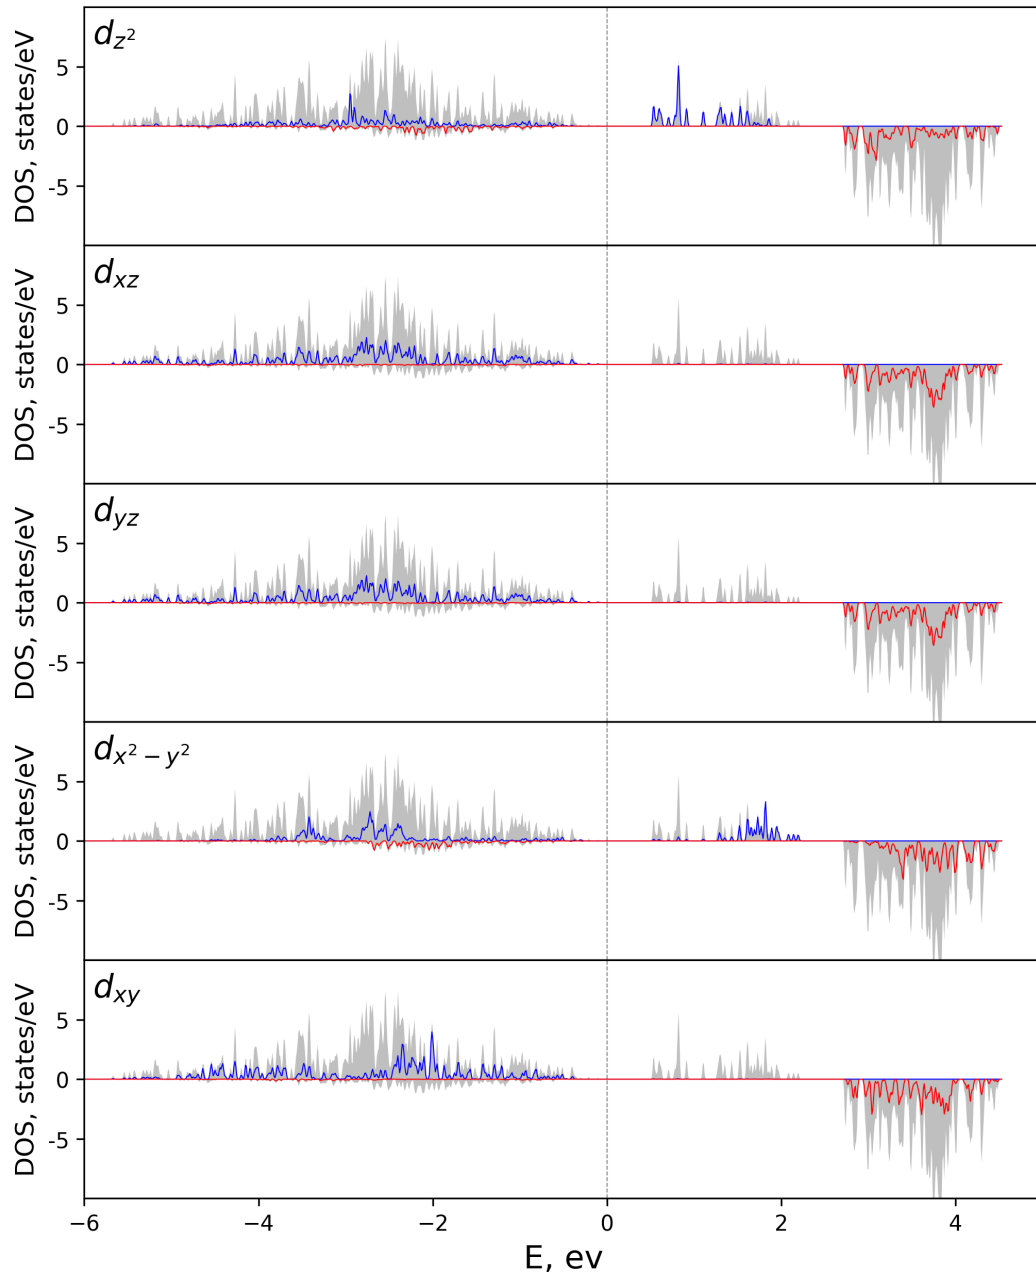 d_{z^2}
DOS, states/eV
5
0
-5
d_{xz}
DOS, states/eV
5
0
-5
d_{yz}
DOS, states/eV
5
0
-5
d_{x^2-y^2}
DOS, states/eV
5
0
-5
d_{xy}
DOS, states/eV
5
0
-5
−6 −4 −2 0 2 4
E, ev